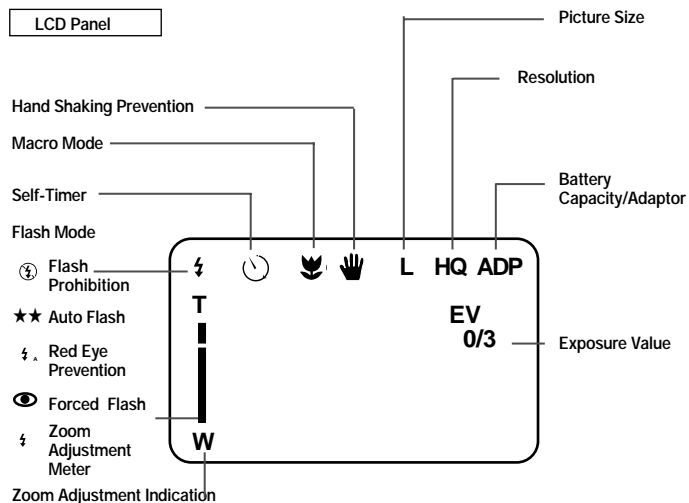 LCD Panel
Picture Size
Resolution
Hand Shaking Prevention
Macro Mode
Battery
Capacity/Adaptor
Self-Timer
Flash Mode
Flash
Prohibition
★★ Auto Flash
A Red Eye
Prevention
Forced Flash
Zoom
Adjustment
Meter
Zoom Adjustment Indication
L HQ ADP
T
EV
0/3
W
Exposure Value